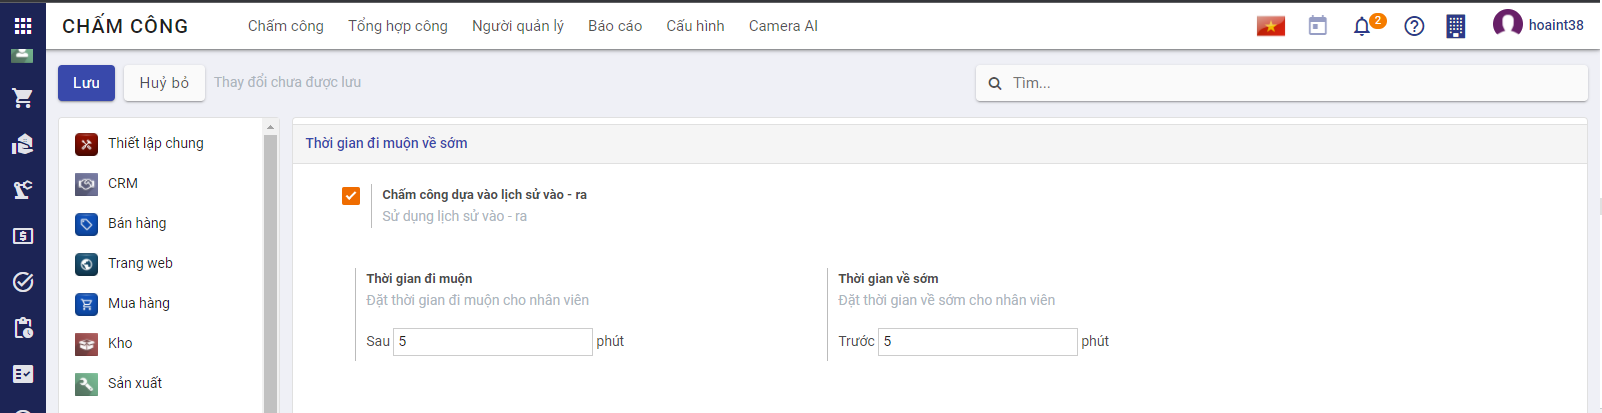 CHẤM CÔNG
Chấm công Tổng hợp công Người quản lý Báo cáo Cấu hình Camera AI
2
hoaint38
Lưu Huỷ bỏ Thay đổi chưa được lưu
Tìm...
Thiết lập chung
CRM
Bán hàng
Trang web
Mua hàng
Kho
Sản xuất
Thời gian đi muộn về sớm
Chấm công dựa vào lịch sử vào - ra
Sử dụng lịch sử vào - ra
Thời gian đi muộn
Đặt thời gian đi muộn cho nhân viên
Sau 5 phút
Thời gian về sớm
Đặt thời gian về sớm cho nhân viên
Trước 5 phút